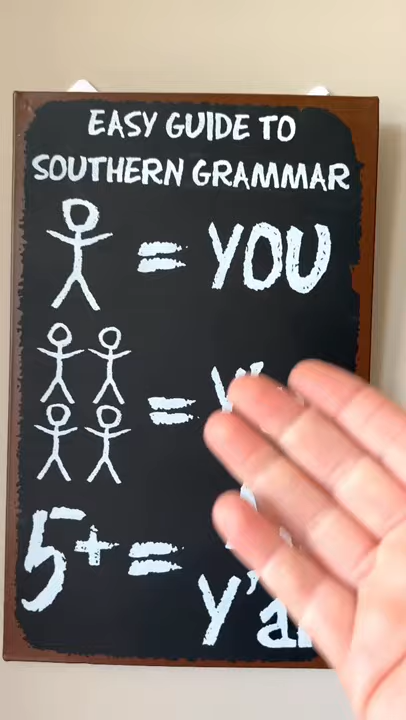 EASY GUIDE TO
SOUTHERN GRAMMAR
= YOU
=
5+ =